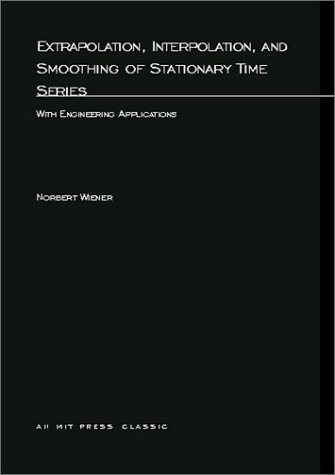 Extrapolation, Interpolation, and
Smoothing of Stationary Time
Series
With Engineering Applications
Norbert Wiener
AN MIT PRESS CLASSIC